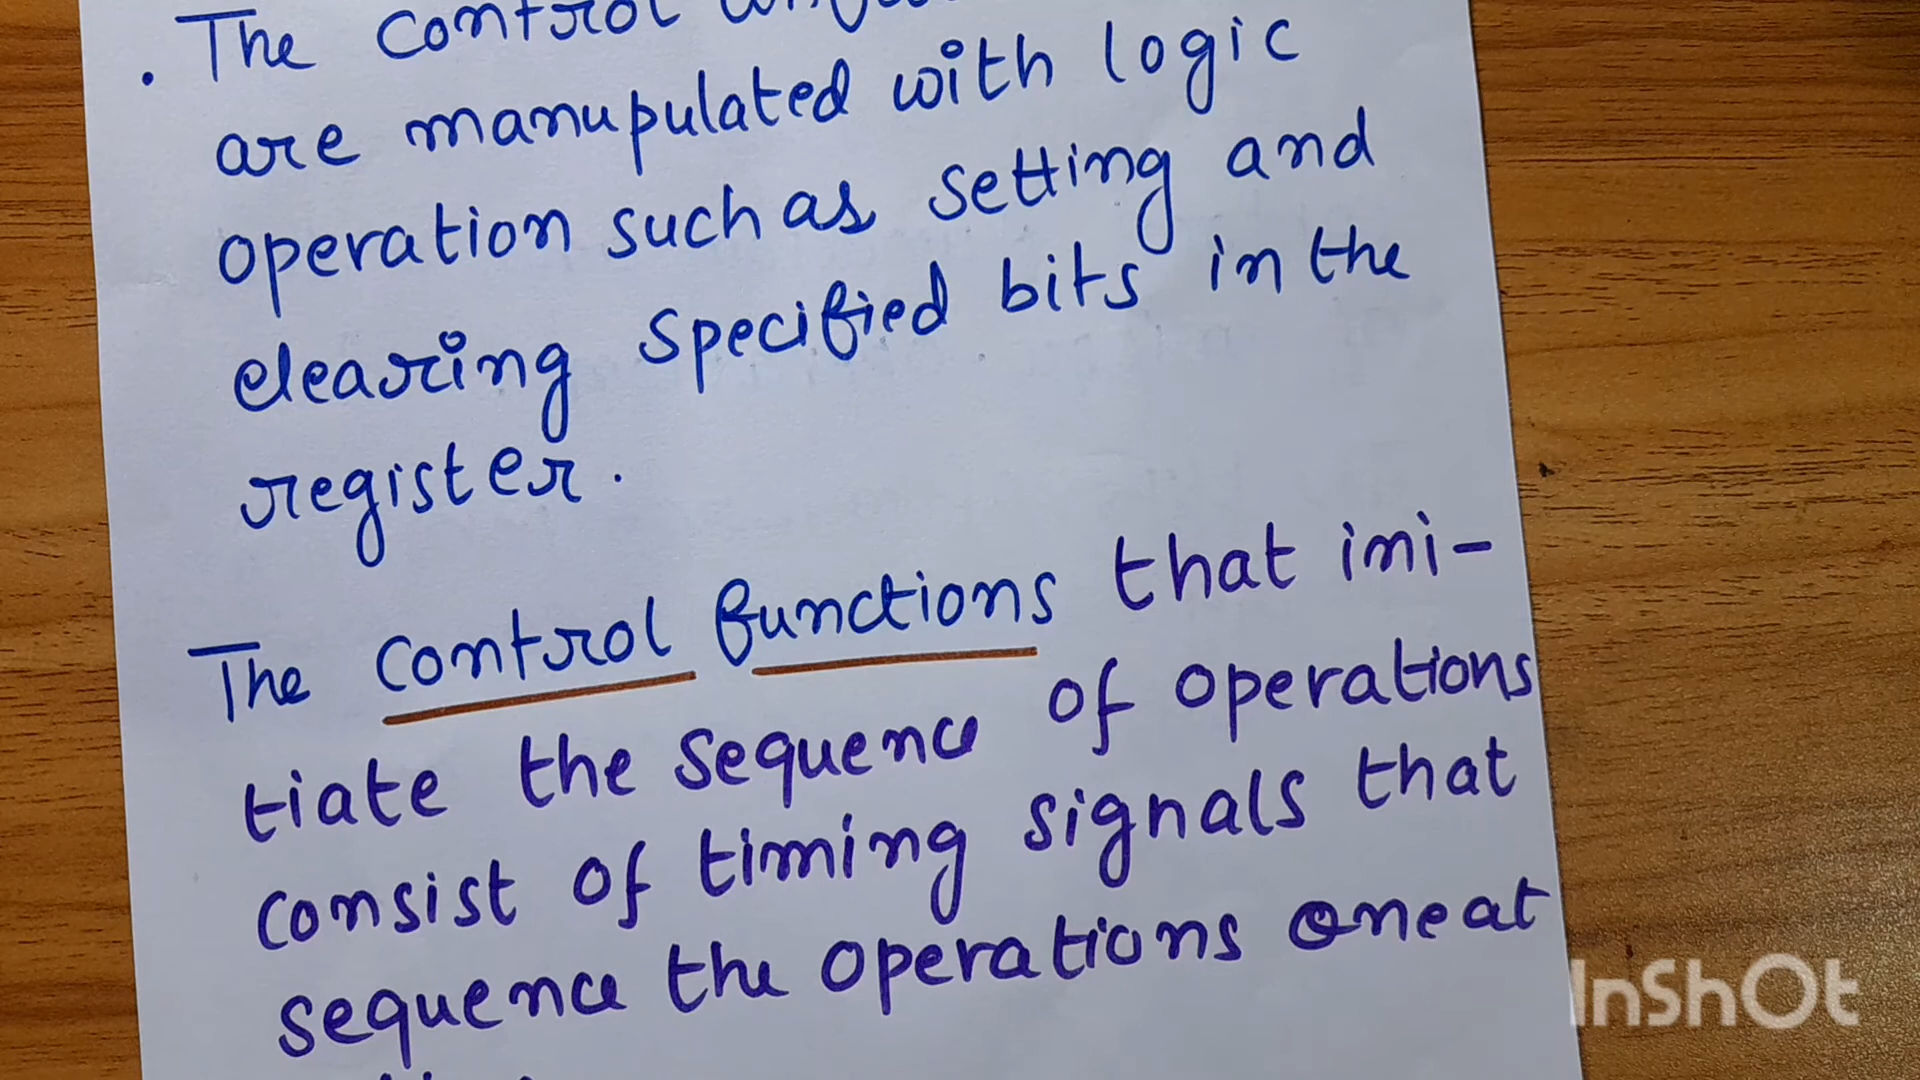 . The control
are manupulated with logic
operation such as setting and
clearing specified bits in the
register.
The control functions that ini-
tiate the sequence of operations
consist of timing signals that
sequence the operations one at
InShOt